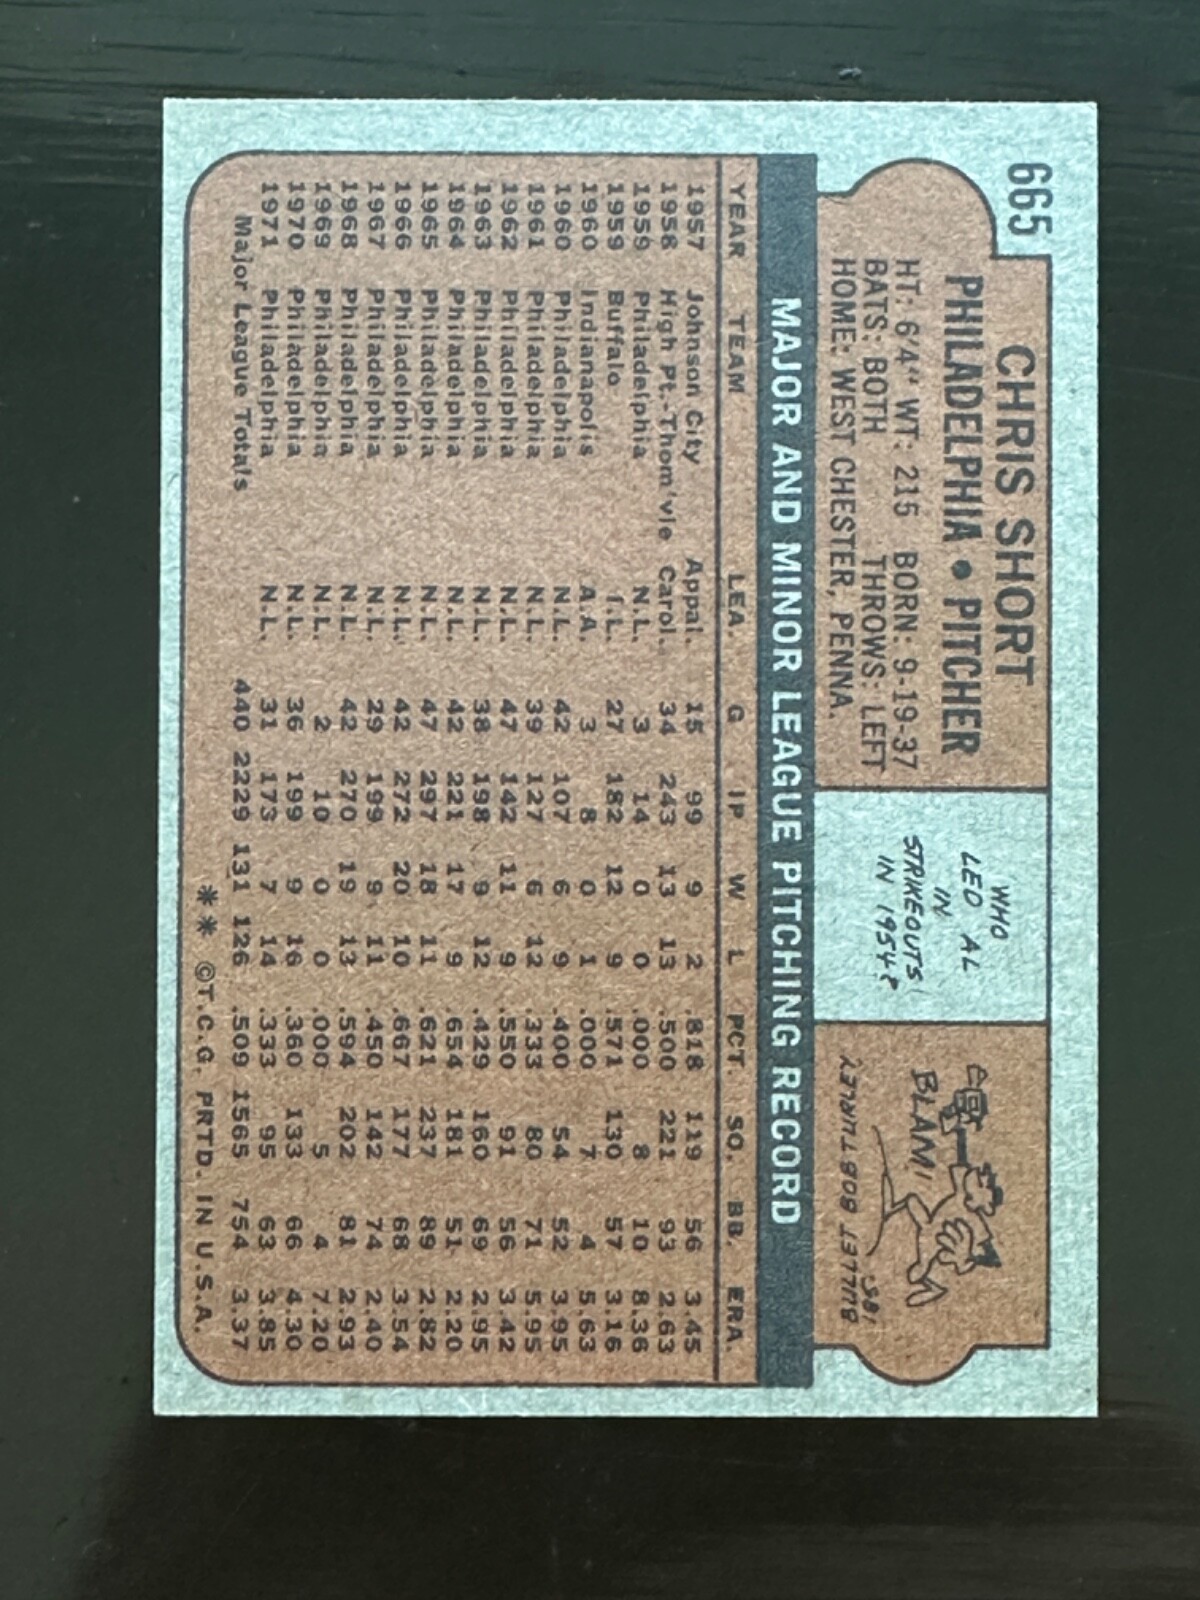 665
CHRIS SHORT
PHILADELPHIA • PITCHER
HT: 6'4" WT: 215 BORN: 9-19-37
BATS: BOTH THROWS: LEFT
HOME: WEST CHESTER, PENNA.
WHO
LED AL
IN
STRIKEOUTS
IN 1954?
BLAM!
'BULLET' BOB TURLEY
185
MAJOR AND MINOR LEAGUE PITCHING RECORD
YEAR TEAM LEA. G IP W L PCT. SO. BB. ERA.
1957 Johnson City Appal. 15 99 9 2 .818 119 56 3.45
1958 High Pt.-Thom'vle Carol. 34 243 13 13 .500 221 93 2.63
1959 Philadelphia N.L. 3 14 0 0 .000 8 10 8.36
1959 Buffalo I.L. 27 182 12 9 .571 130 57 3.16
1960 Indianapolis A.A. 3 8 0 1 .000 7 4 5.63
1960 Philadelphia N.L. 42 107 6 9 .400 54 52 3.95
1961 Philadelphia N.L. 39 127 6 12 .333 80 71 5.95
1962 Philadelphia N.L. 47 142 11 9 .550 91 56 3.42
1963 Philadelphia N.L. 38 198 9 12 .429 160 69 2.95
1964 Philadelphia N.L. 42 221 17 9 .654 181 51 2.20
1965 Philadelphia N.L. 47 297 18 11 .621 237 89 2.82
1966 Philadelphia N.L. 42 272 20 10 .667 177 68 3.54
1967 Philadelphia N.L. 29 199 9 11 .450 142 74 2.40
1968 Philadelphia N.L. 42 270 19 13 .594 202 81 2.93
1969 Philadelphia N.L. 2 10 0 0 .000 5 4 7.20
1970 Philadelphia N.L. 36 199 9 16 .360 133 66 4.30
1971 Philadelphia N.L. 31 173 7 14 .333 95 63 3.85
Major League Totals 440 2229 131 126 .509 1565 754 3.37
** ©T.C.G. PRTD. IN U.S.A.